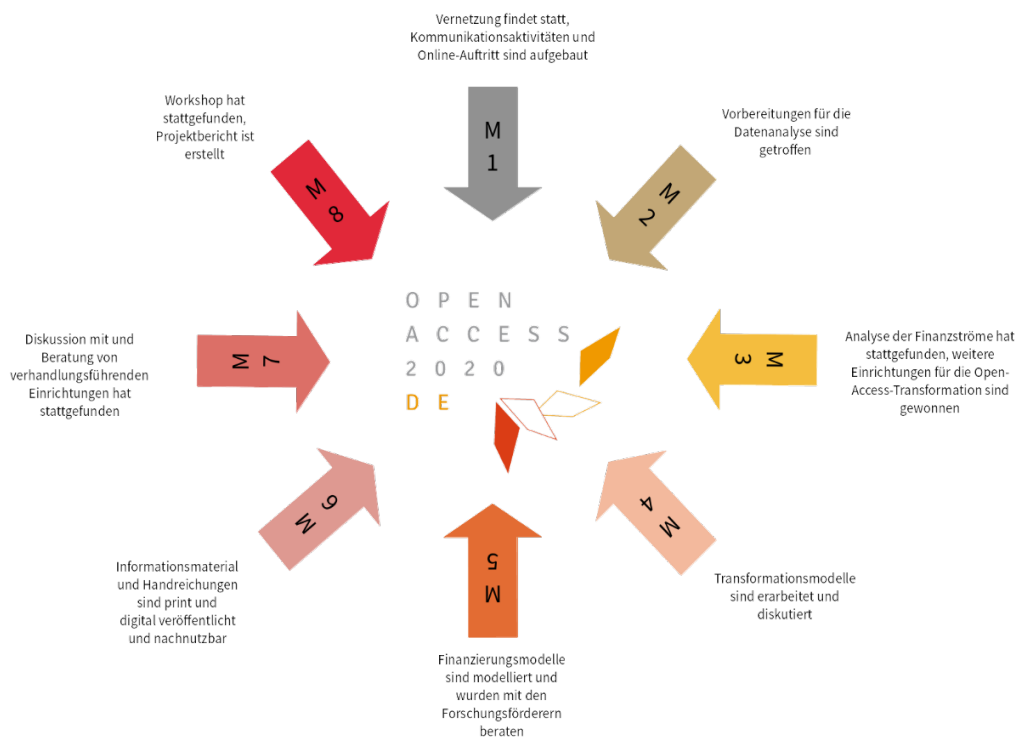 Vernetzung findet statt,
Kommunikationsaktivitäten und
Online-Auftritt sind aufgebaut
M
1
Vorbereitungen für die
Datenanalyse sind
getroffen
M
2
Analyse der Finanzströme hat
stattgefunden, weitere
Einrichtungen für die Open-
Access-Transformation sind
gewonnen
M
3
Transformationsmodelle
sind erarbeitet und
diskutiert
M
4
Finanzierungsmodelle
sind modelliert und
wurden mit den
Forschungsförderern
beraten
M
5
Informationsmaterial
und Handreichungen
sind print und
digital veröffentlicht
und nachnutzbar
M
6
Diskussion mit und
Beratung von
verhandlungsführenden
Einrichtungen hat
stattgefunden
M
7
Workshop hat
stattgefunden,
Projektbericht ist
erstellt
M
8
OPEN
ACCESS
2020
DE